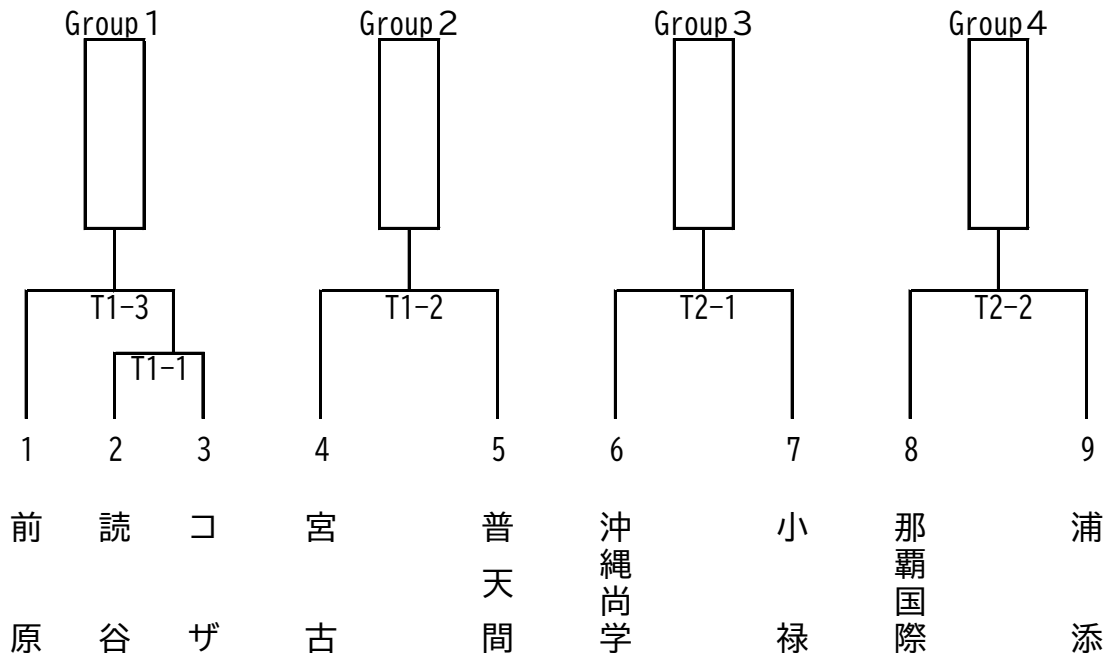 Group１ Group２ Group３ Group４
T1-3 T1-2 T2-1 T2-2
T1-1
1 2 3 4 5 6 7 8 9
前原
読谷
コザ
宮古
普天間
沖縄尚学
小禄
那覇国際
浦添